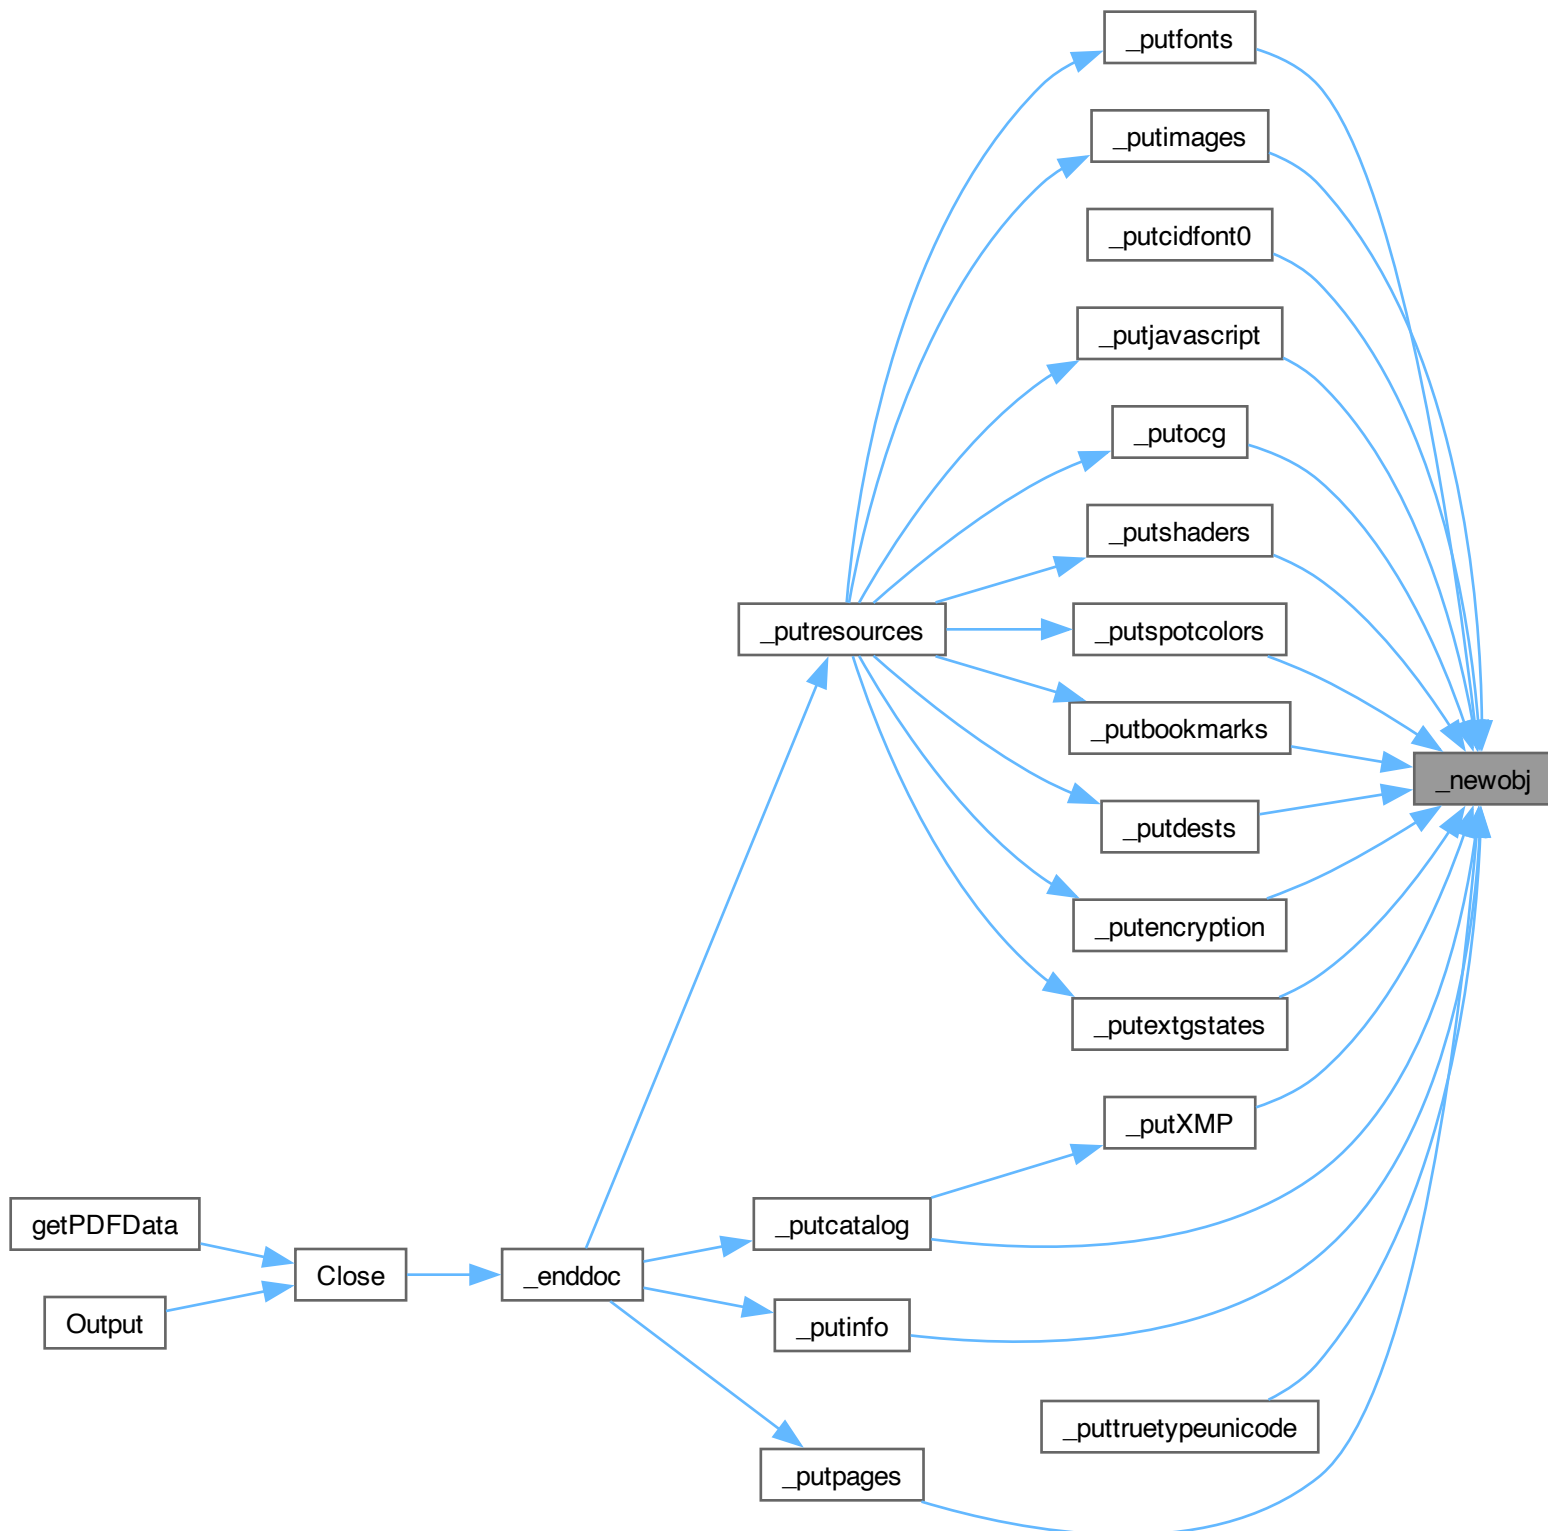 _putfonts
_putimages
_putcidfont0
_putjavascript
_putocg
_putshaders
_putresources
_putspotcolors
_putbookmarks
_newobj
_putdests
_putencryption
_putextgstates
_putXMP
getPDFData
_putcatalog
Close
_enddoc
Output
_putinfo
_puttruetypeunicode
_putpages